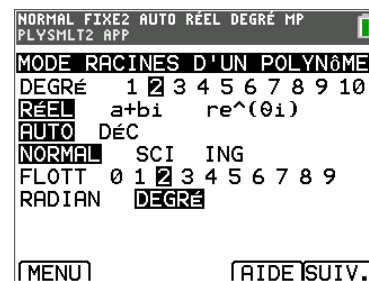 NORMAL FIXE2 AUTO RÉEL DEGRÉ MP
PLYSMLT2 APP
MODE RACINES D'UN POLYNôME
DEGRé 1 2 3 4 5 6 7 8 9 10
RéEL a+bi re^(θi)
AUTO DéC
NORMAL SCI ING
FLOTT 0 1 2 3 4 5 6 7 8 9
RADIAN DEGRé
MENU AIDE SUIV.